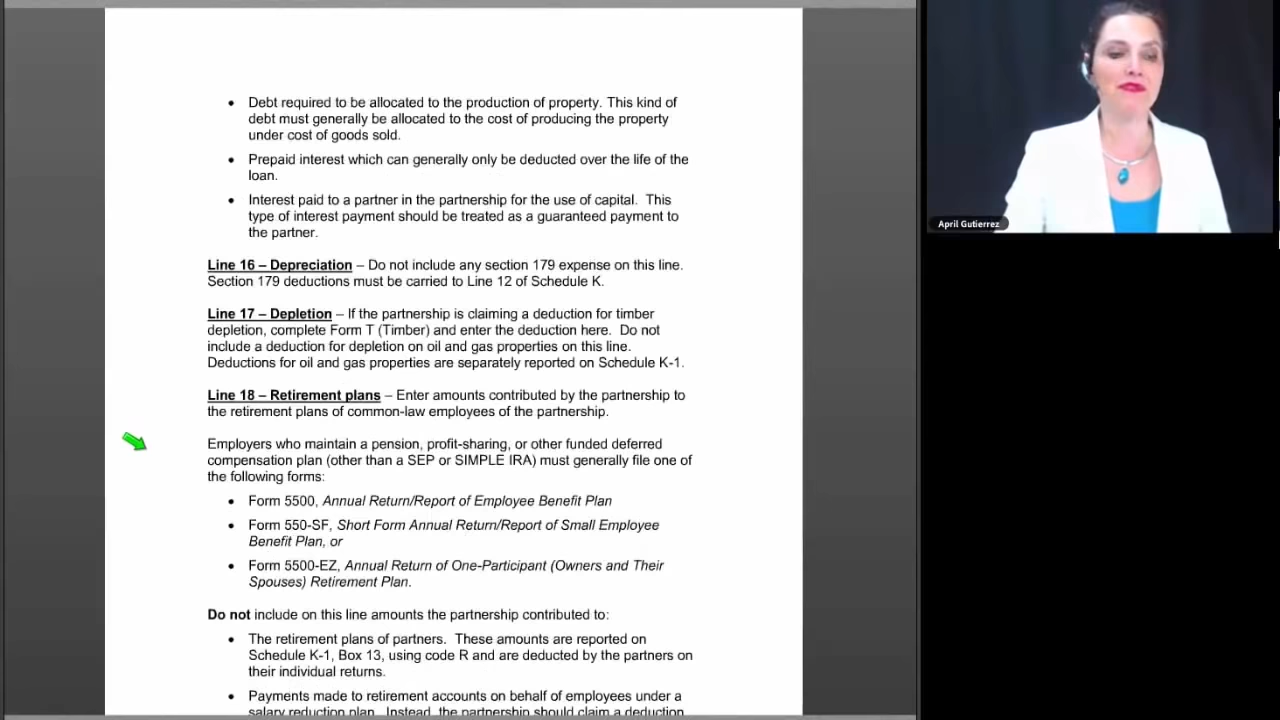 • Debt required to be allocated to the production of property. This kind of
debt must generally be allocated to the cost of producing the property
under cost of goods sold.
• Prepaid interest which can generally only be deducted over the life of the
loan.
• Interest paid to a partner in the partnership for the use of capital. This
type of interest payment should be treated as a guaranteed payment to
the partner.
Line 16 – Depreciation – Do not include any section 179 expense on this line.
Section 179 deductions must be carried to Line 12 of Schedule K.
Line 17 – Depletion – If the partnership is claiming a deduction for timber
depletion, complete Form T (Timber) and enter the deduction here. Do not
include a deduction for depletion on oil and gas properties on this line.
Deductions for oil and gas properties are separately reported on Schedule K-1.
Line 18 – Retirement plans – Enter amounts contributed by the partnership to
the retirement plans of common-law employees of the partnership.
Employers who maintain a pension, profit-sharing, or other funded deferred
compensation plan (other than a SEP or SIMPLE IRA) must generally file one of
the following forms:
• Form 5500, Annual Return/Report of Employee Benefit Plan
• Form 550-SF, Short Form Annual Return/Report of Small Employee
Benefit Plan, or
• Form 5500-EZ, Annual Return of One-Participant (Owners and Their
Spouses) Retirement Plan.
Do not include on this line amounts the partnership contributed to:
• The retirement plans of partners. These amounts are reported on
Schedule K-1, Box 13, using code R and are deducted by the partners on
their individual returns.
• Payments made to retirement accounts on behalf of employees under a
salary reduction plan. Instead, the partnership should claim a deduction
April Gutierrez